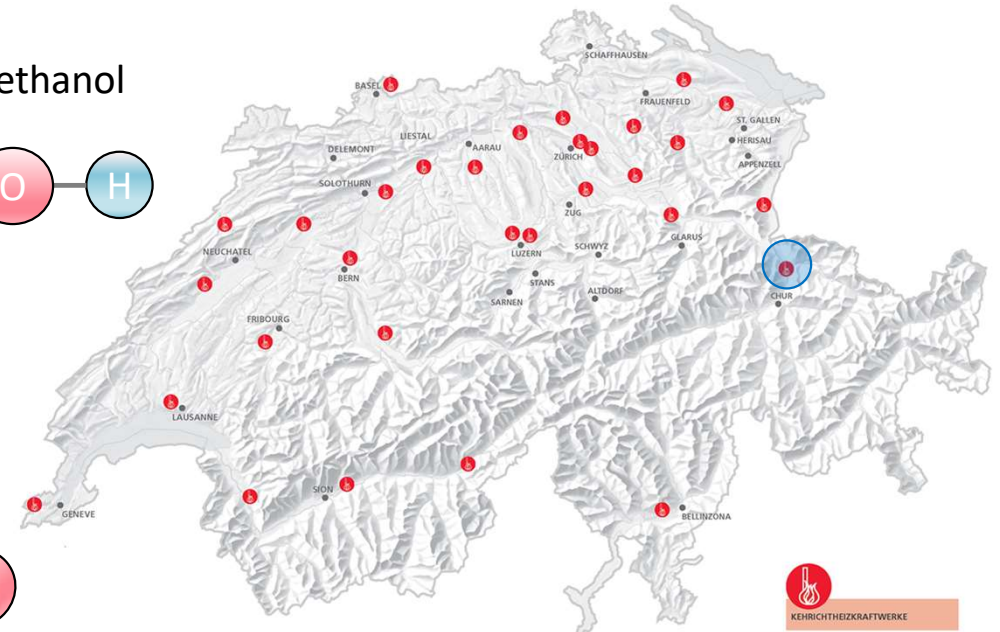 ethanol
O
H
SCHAFFHAUSEN
BASEL
FRAUENFELD
ST. GALLEN
LIESTAL
HERISAU
DELEMONT
AARAU
ZÜRICH
APPENZELL
SOLOTHURN
ZUG
NEUCHATEL
LUZERN
SCHWYZ
GLARUS
BERN
STANS
SARNEN
ALTDORF
CHUR
FRIBOURG
LAUSANNE
SION
GENEVE
BELLINZONA
KEHRICHTHEIZKRAFTWERKE